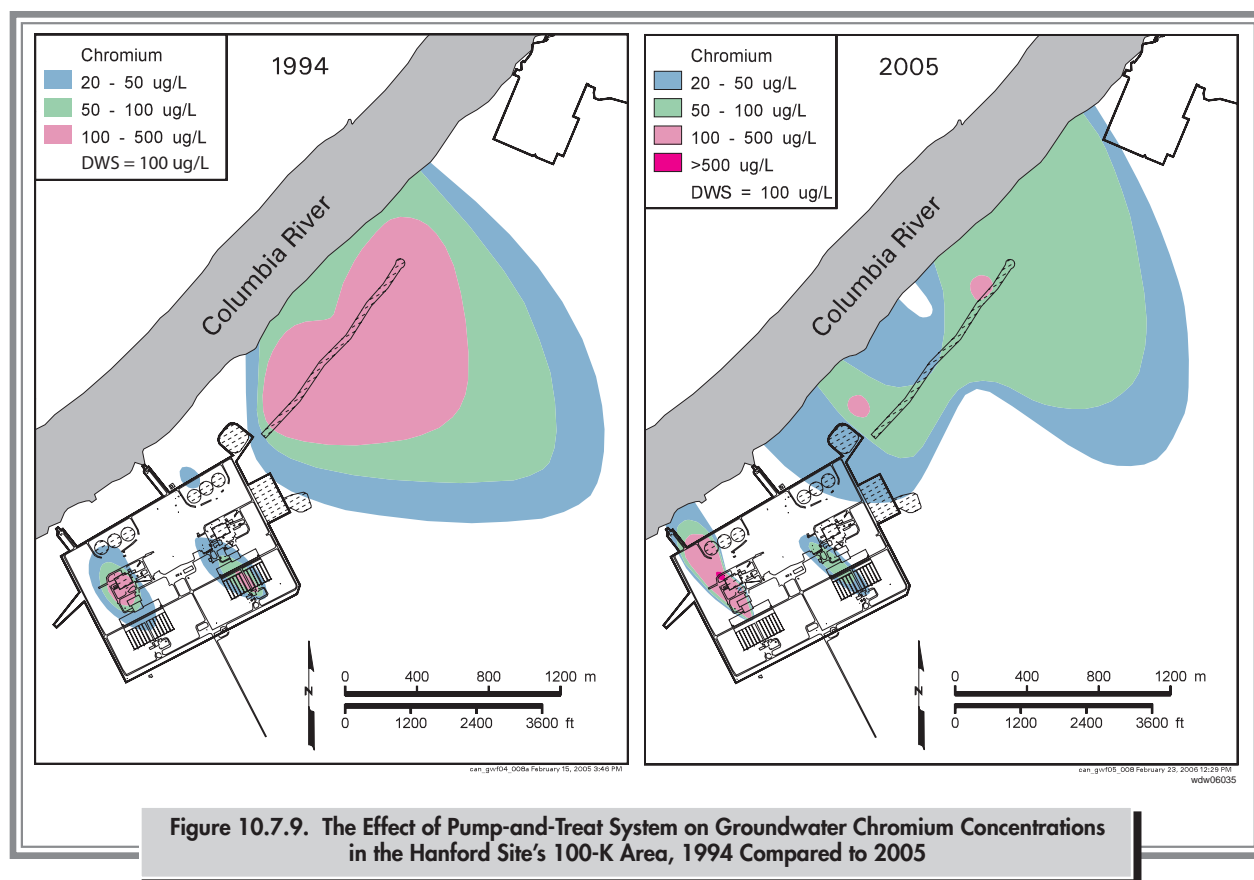 Chromium
20 - 50 ug/L
50 - 100 ug/L
100 - 500 ug/L
DWS = 100 ug/L
1994
Columbia River
N
0 400 800 1200 m
0 1200 2400 3600 ft
can_gwf04_008a February 15, 2005 3:46 PM
Chromium
20 - 50 ug/L
50 - 100 ug/L
100 - 500 ug/L
>500 ug/L
DWS = 100 ug/L
2005
Columbia River
N
0 400 800 1200 m
0 1200 2400 3600 ft
can_gwf05_008 February 23, 2006 12:29 PM
wdw06035
Figure 10.7.9. The Effect of Pump-and-Treat System on Groundwater Chromium Concentrations
in the Hanford Site's 100-K Area, 1994 Compared to 2005